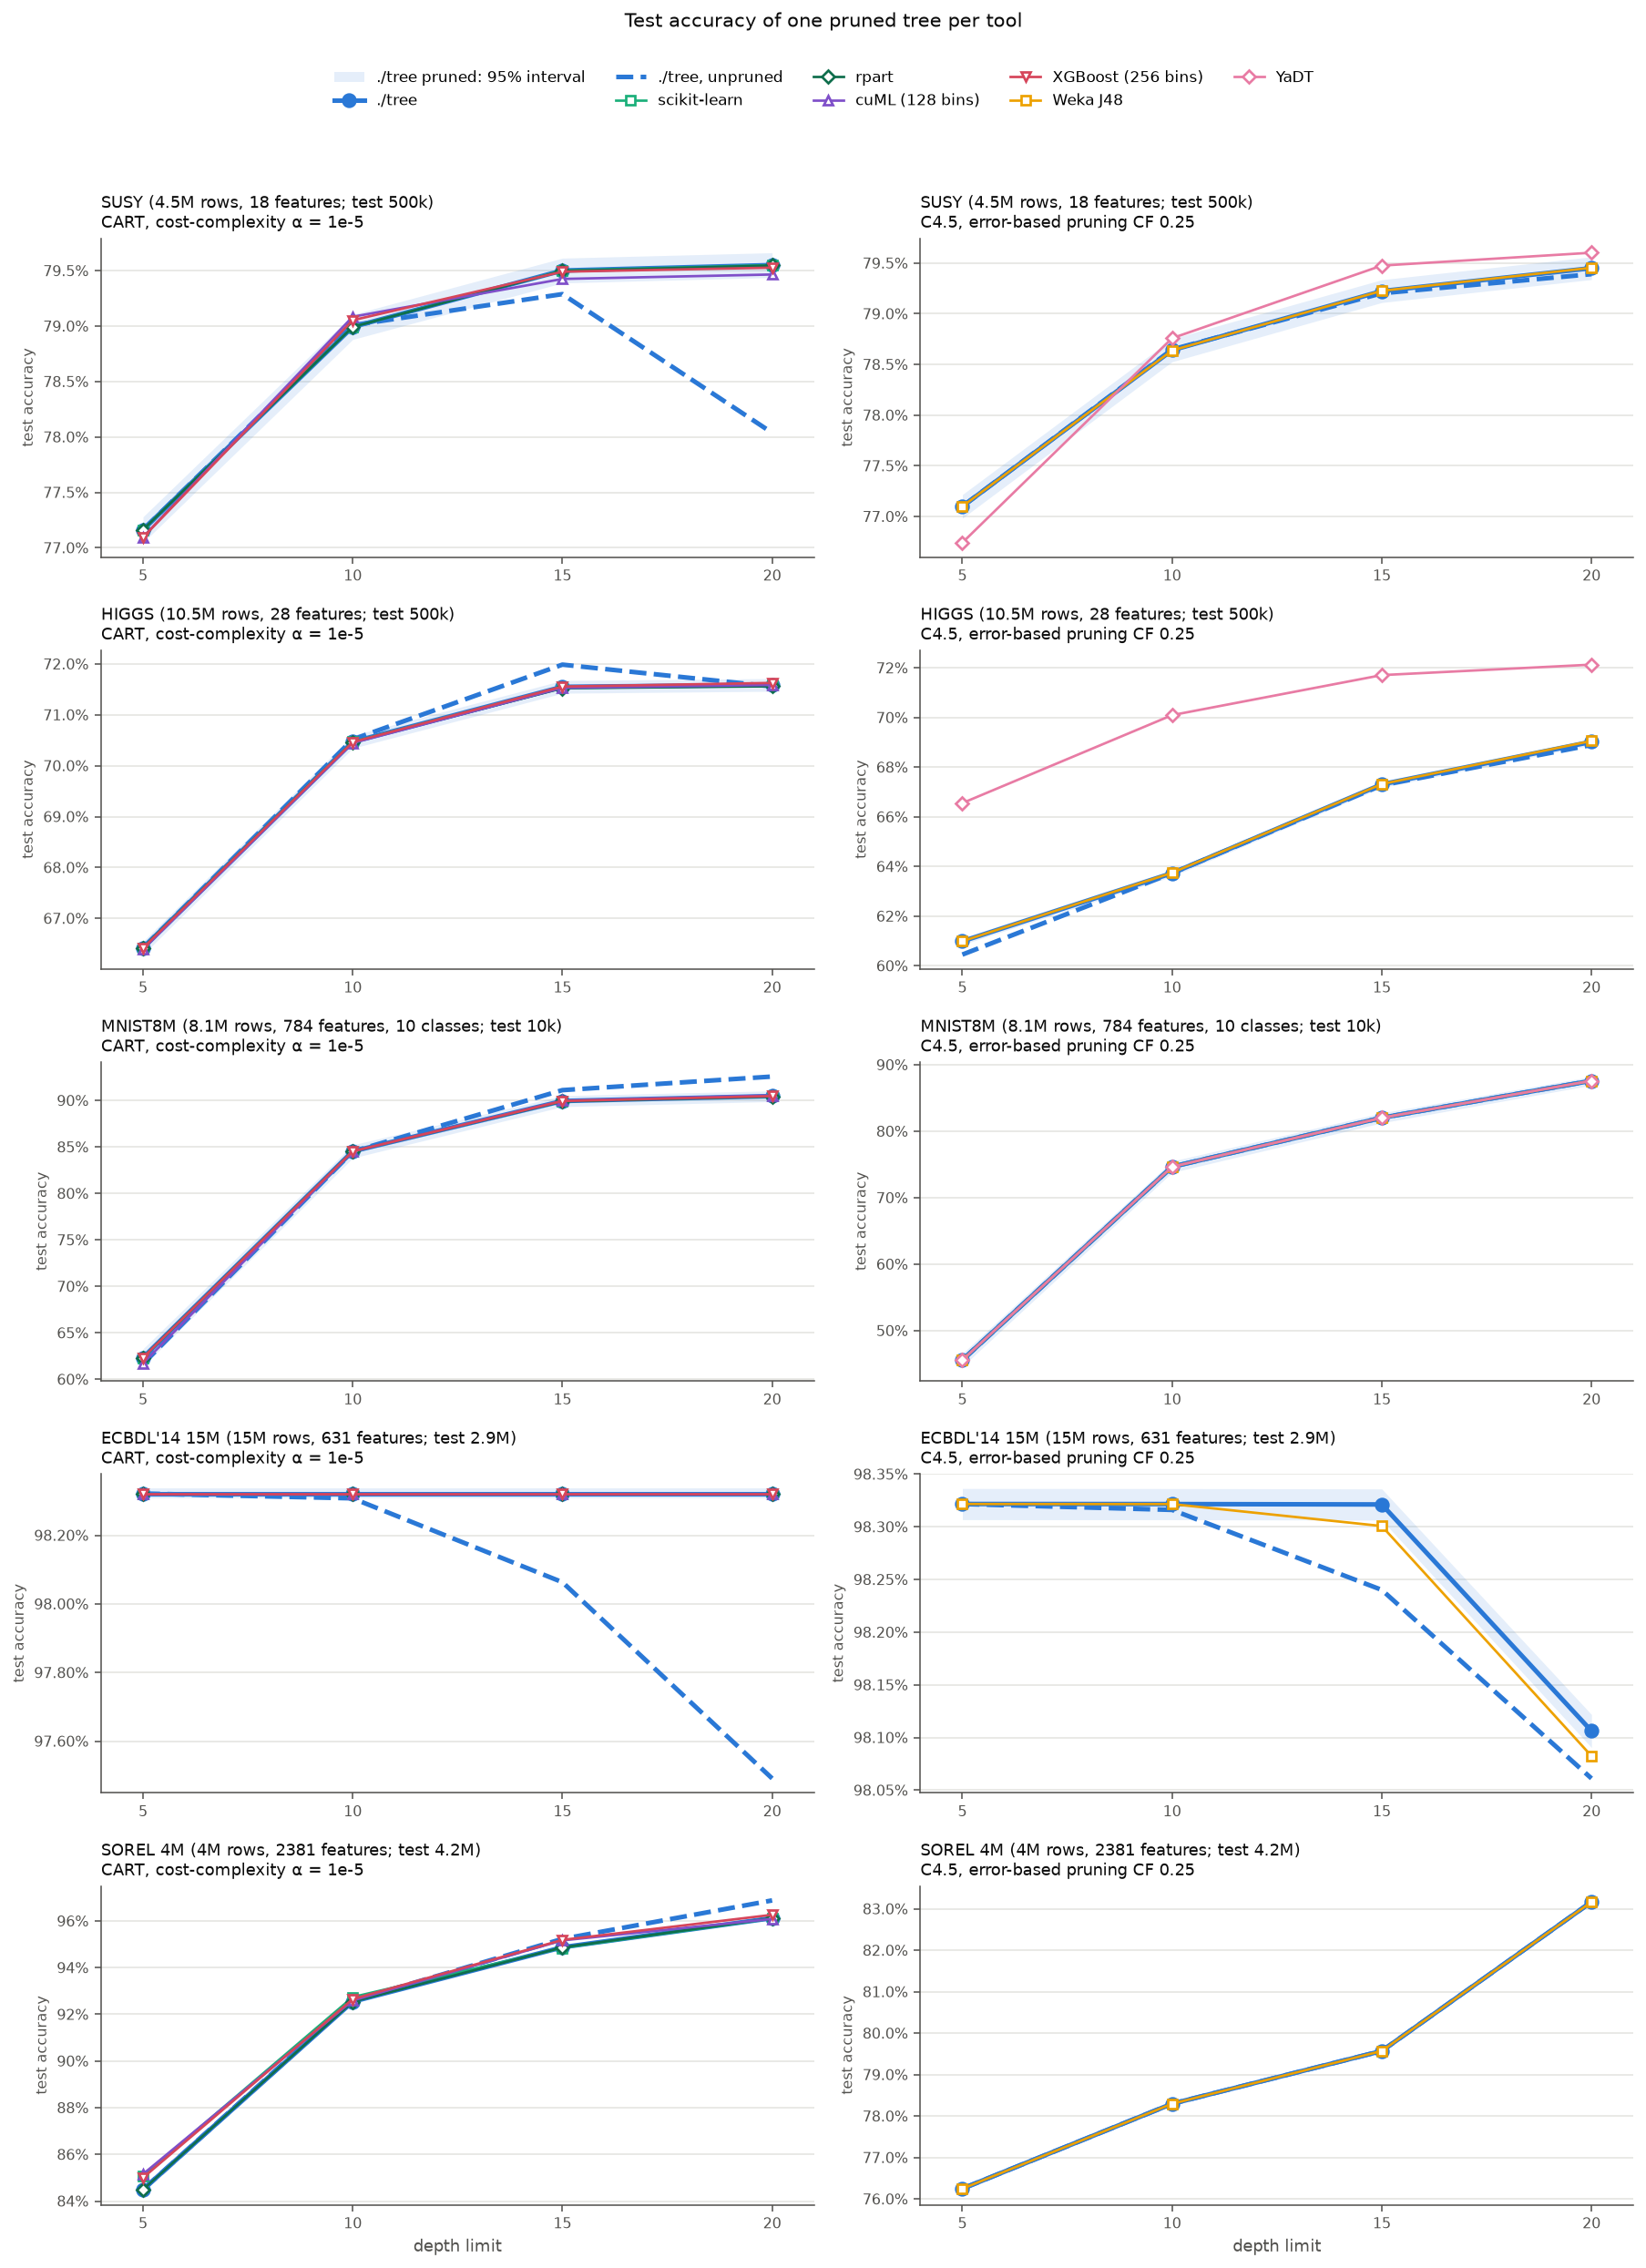 Test accuracy of one pruned tree per tool
./tree pruned: 95% interval
./tree
./tree, unpruned
scikit-learn
rpart
cuML (128 bins)
XGBoost (256 bins)
Weka J48
YaDT
SUSY (4.5M rows, 18 features; test 500k)
CART, cost-complexity α = 1e-5
test accuracy
79.5%
79.0%
78.5%
78.0%
77.5%
77.0%
5 10 15 20
SUSY (4.5M rows, 18 features; test 500k)
C4.5, error-based pruning CF 0.25
test accuracy
79.5%
79.0%
78.5%
78.0%
77.5%
77.0%
5 10 15 20
HIGGS (10.5M rows, 28 features; test 500k)
CART, cost-complexity α = 1e-5
test accuracy
72.0%
71.0%
70.0%
69.0%
68.0%
67.0%
5 10 15 20
HIGGS (10.5M rows, 28 features; test 500k)
C4.5, error-based pruning CF 0.25
test accuracy
72%
70%
68%
66%
64%
62%
60%
5 10 15 20
MNIST8M (8.1M rows, 784 features, 10 classes; test 10k)
CART, cost-complexity α = 1e-5
test accuracy
90%
85%
80%
75%
70%
65%
60%
5 10 15 20
MNIST8M (8.1M rows, 784 features, 10 classes; test 10k)
C4.5, error-based pruning CF 0.25
test accuracy
90%
80%
70%
60%
50%
5 10 15 20
ECBDL'14 15M (15M rows, 631 features; test 2.9M)
CART, cost-complexity α = 1e-5
test accuracy
98.20%
98.00%
97.80%
97.60%
5 10 15 20
ECBDL'14 15M (15M rows, 631 features; test 2.9M)
C4.5, error-based pruning CF 0.25
test accuracy
98.35%
98.30%
98.25%
98.20%
98.15%
98.10%
98.05%
5 10 15 20
SOREL 4M (4M rows, 2381 features; test 4.2M)
CART, cost-complexity α = 1e-5
test accuracy
96%
94%
92%
90%
88%
86%
84%
5 10 15 20
depth limit
SOREL 4M (4M rows, 2381 features; test 4.2M)
C4.5, error-based pruning CF 0.25
test accuracy
83.0%
82.0%
81.0%
80.0%
79.0%
78.0%
77.0%
76.0%
5 10 15 20
depth limit